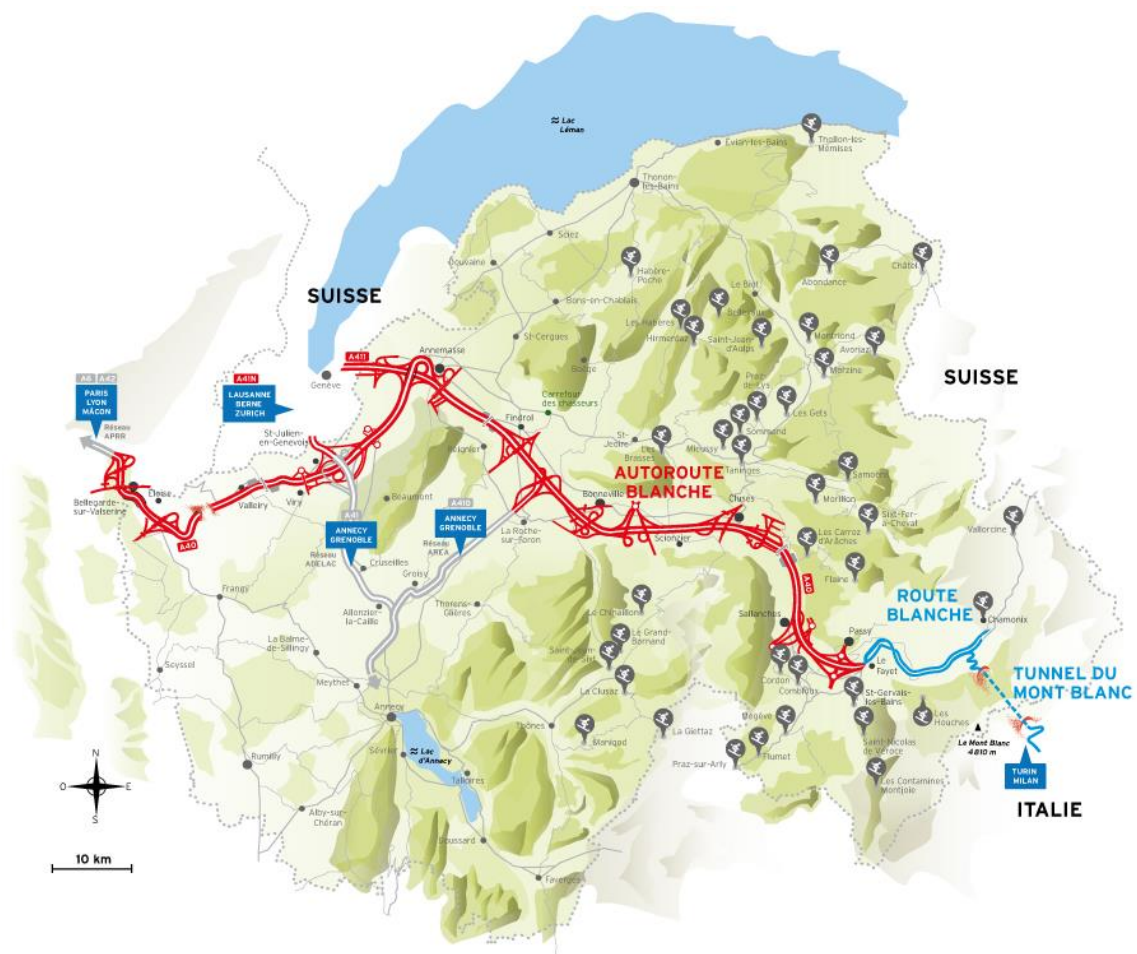 Lac
Léman
Thollon-les-
Mémises
Evian-les-Bains
Thonon-
les-Bains
Sciez
Douvaine
Habère-
Poche
Abondance
Châtel
SUISSE
Bons-en-Chablais
Le Biot
Bellevaux
Les Habères
Hirmentaz
Saint-Jean-
d'Aulps
Montriond
Avoriaz
Morzine
St-Cergues
Boëge
A411
Annemasse
Genève
SUISSE
A6
A42
PARIS
LYON
MÂCON
A41N
LAUSANNE
BERNE
ZURICH
Praz-
de-Lys
Les Gets
Carrefour
des chasseurs
Réseau
APRR
St-Julien-
en-Genevois
Findrol
Sommand
St-
Jeoire
Les
Brasses
Mieussy
Taninges
Reignier
AUTOROUTE
BLANCHE
Samoëns
Morillon
Bellegarde-
sur-Valserine
Eloise
Valleiry
Viry
Beaumont
A410
ANNECY
GRENOBLE
Bonneville
Cluses
Sixt-Fer-
à-Cheval
Vallorcine
A40
A41
ANNECY
GRENOBLE
Réseau
AREA
La Roche-
sur-Foron
Scionzier
Les Carroz
d'Arâches
Réseau
ADELAC
Cruseilles
Flaine
Groisy
A40
Frangy
Allonzier-
la-Caille
Thorens-
Glières
Le Chinaillon
Sallanches
Passy
ROUTE
BLANCHE
Chamonix
La Balme-
de-Sillingy
Le Grand-
Bornand
Saint-Jean-
de-Sixt
Le
Fayet
TUNNEL DU
MONT BLANC
Seyssel
Meythet
La Clusaz
Cordon
Combloux
St-Gervais-
les-Bains
Annecy
Thônes
Manigod
La Giettaz
Megève
Les
Houches
Sévrier
Lac
d'Annecy
Praz-sur-Arly
Flumet
Saint-Nicolas
de Véroce
Le Mont Blanc
4 810 m
Rumilly
Talloires
Les Contamines
Montjoie
TURIN
MILAN
ITALIE
N
O
E
S
Alby-sur-
Chéran
Doussard
10 km
Faverges